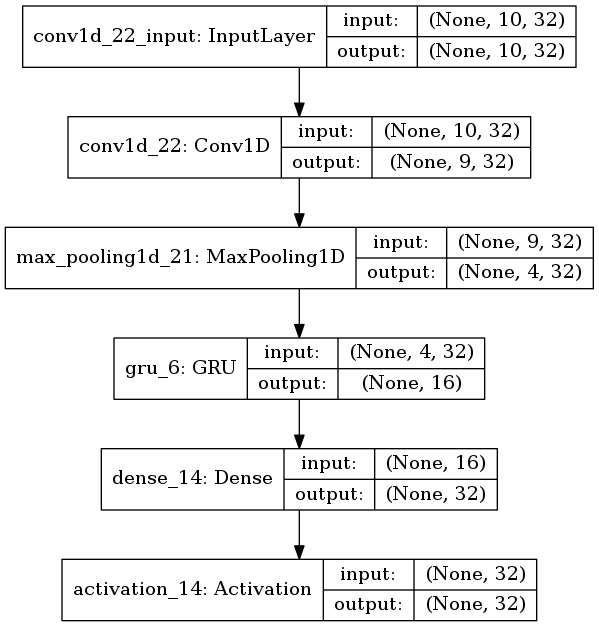 conv1d_22_input: InputLayer
input: (None, 10, 32)
output: (None, 10, 32)
conv1d_22: Conv1D
input: (None, 10, 32)
output: (None, 9, 32)
max_pooling1d_21: MaxPooling1D
input: (None, 9, 32)
output: (None, 4, 32)
gru_6: GRU
input: (None, 4, 32)
output: (None, 16)
dense_14: Dense
input: (None, 16)
output: (None, 32)
activation_14: Activation
input: (None, 32)
output: (None, 32)